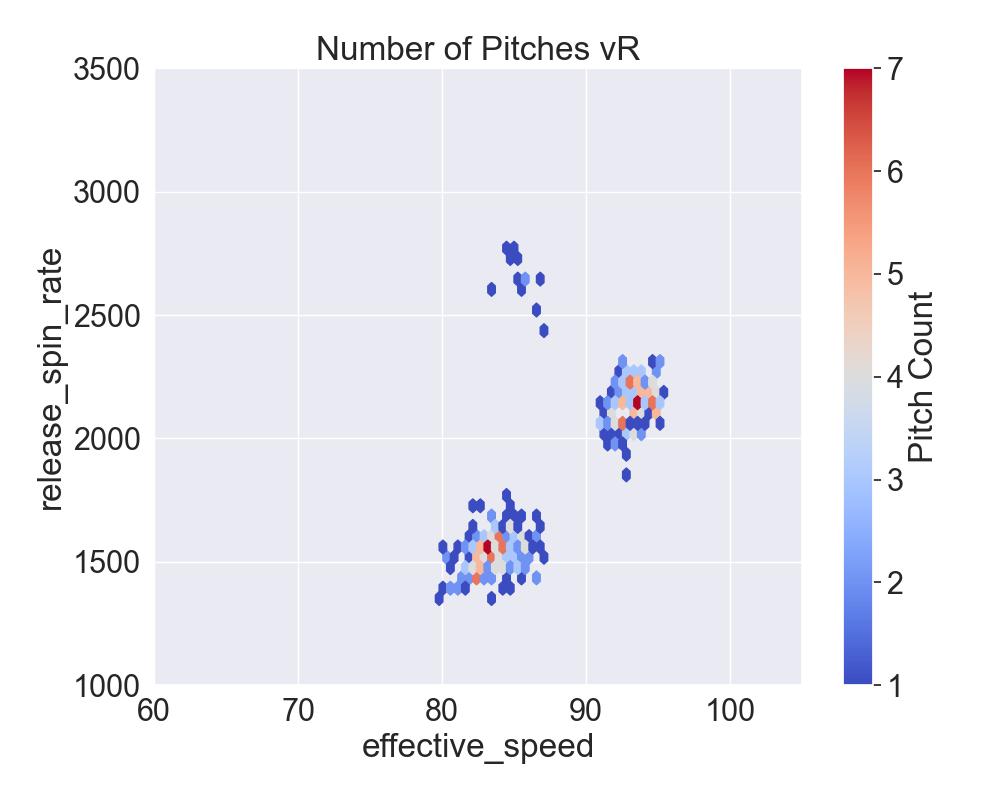 Number of Pitches vR
3500
3000
2500
2000
1500
1000
release_spin_rate
60 70 80 90 100
effective_speed
7
6
5
4
3
2
1
Pitch Count